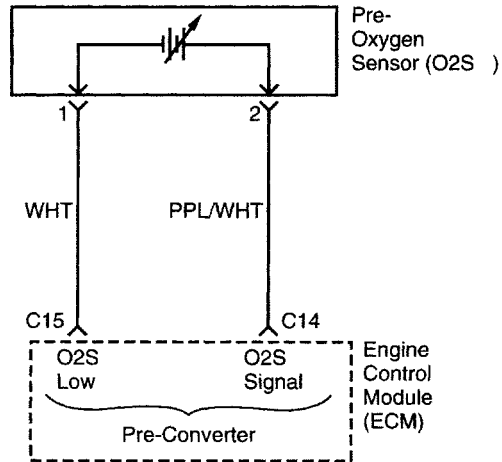 Pre-
Oxygen
Sensor (O2S )
1
2
WHT
PPL/WHT
C15
C14
O2S
Low
O2S
Signal
Pre-Converter
Engine
Control
Module
(ECM)